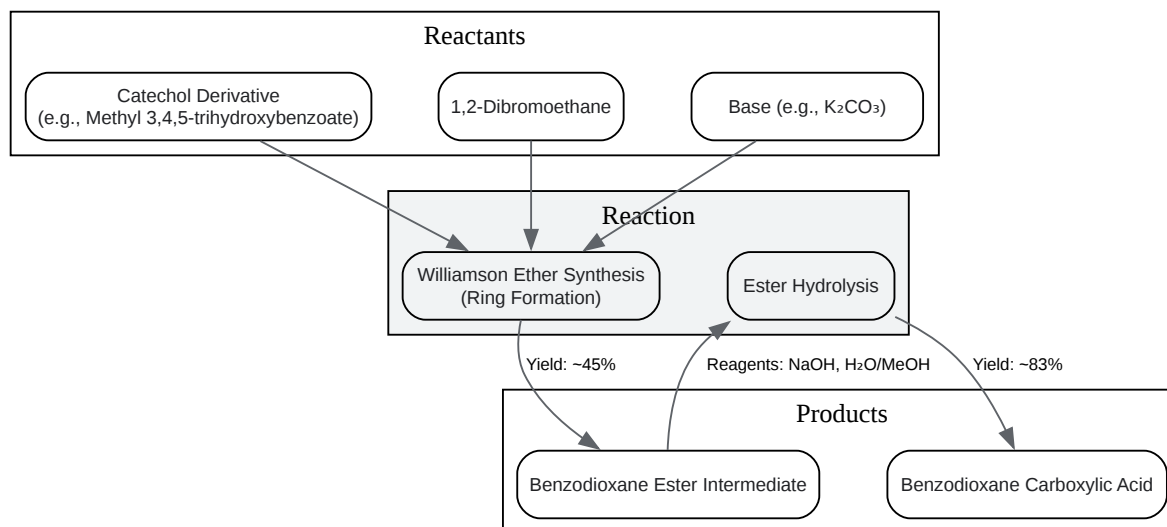 Reactants
Catechol Derivative
(e.g., Methyl 3,4,5-trihydroxybenzoate)
1,2-Dibromoethane
Base (e.g., K₂CO₃)
Reaction
Williamson Ether Synthesis
(Ring Formation)
Ester Hydrolysis
Yield: ~45%
Reagents: NaOH, H₂O/MeOH
Yield: ~83%
Products
Benzodioxane Ester Intermediate
Benzodioxane Carboxylic Acid